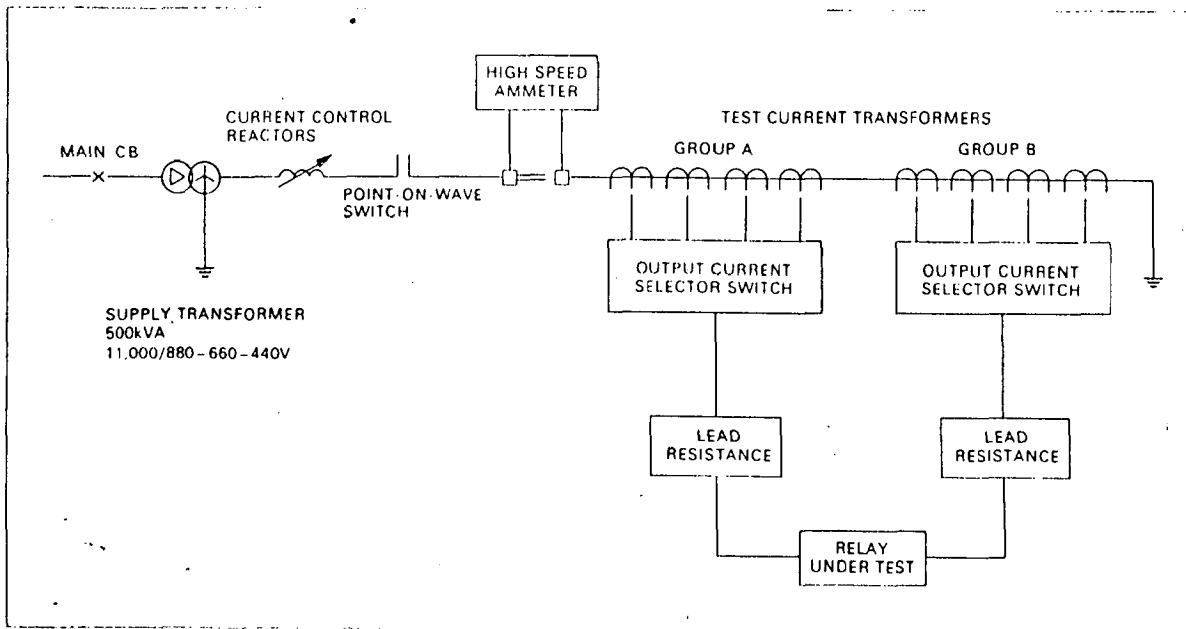 HIGH SPEED
AMMETER
CURRENT CONTROL
REACTORS
TEST CURRENT TRANSFORMERS
MAIN CB
GROUP A
GROUP B
POINT-ON-WAVE
SWITCH
OUTPUT CURRENT
SELECTOR SWITCH
OUTPUT CURRENT
SELECTOR SWITCH
SUPPLY TRANSFORMER
500kVA
11,000/880-660-440V
LEAD
RESISTANCE
LEAD
RESISTANCE
RELAY
UNDER TEST